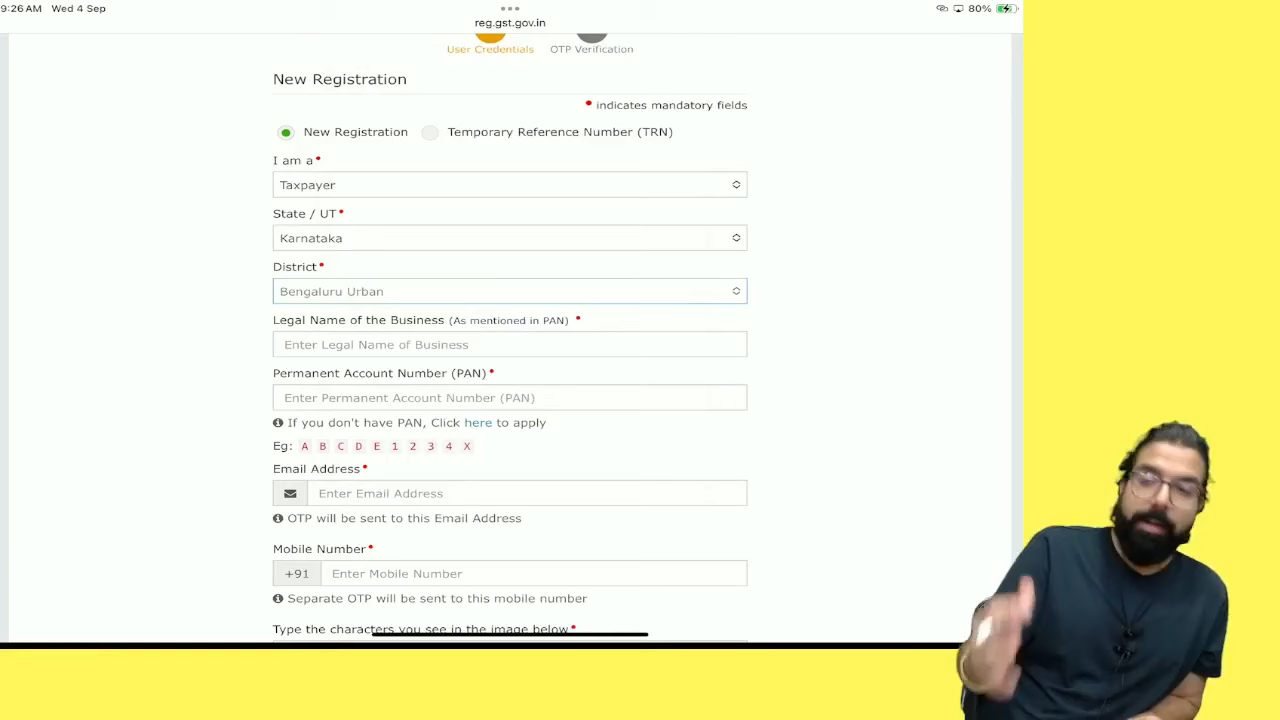 9:26 AM Wed 4 Sep
80%
reg.gst.gov.in
User Credentials OTP Verification
New Registration
• indicates mandatory fields
New Registration Temporary Reference Number (TRN)
I am a•
Taxpayer
State / UT•
Karnataka
District•
Bengaluru Urban
Legal Name of the Business (As mentioned in PAN) •
Enter Legal Name of Business
Permanent Account Number (PAN)•
Enter Permanent Account Number (PAN)
If you don't have PAN, Click here to apply
Eg: A B C D E 1 2 3 4 X
Email Address•
Enter Email Address
OTP will be sent to this Email Address
Mobile Number•
+91 Enter Mobile Number
Separate OTP will be sent to this mobile number
Type the characters you see in the image below•